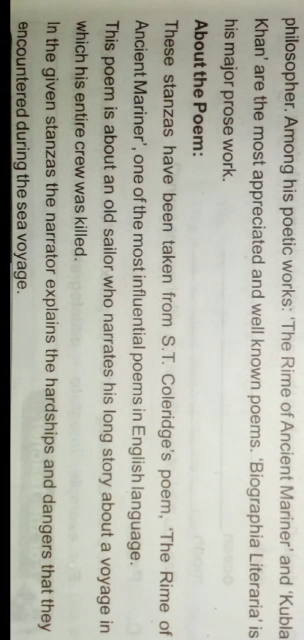 philosopher. Among his poetic works: 'The Rime of Ancient Mariner' and 'Kubla
Khan' are the most appreciated and well known poems. 'Biographia Literaria' is
his major prose work.
About the Poem:
These stanzas have been taken from S.T. Coleridge's poem, 'The Rime of
Ancient Mariner', one of the most influential poems in English language.
This poem is about an old sailor who narrates his long story about a voyage in
which his entire crew was killed.
In the given stanzas the narrator explains the hardships and dangers that they
encountered during the sea voyage.